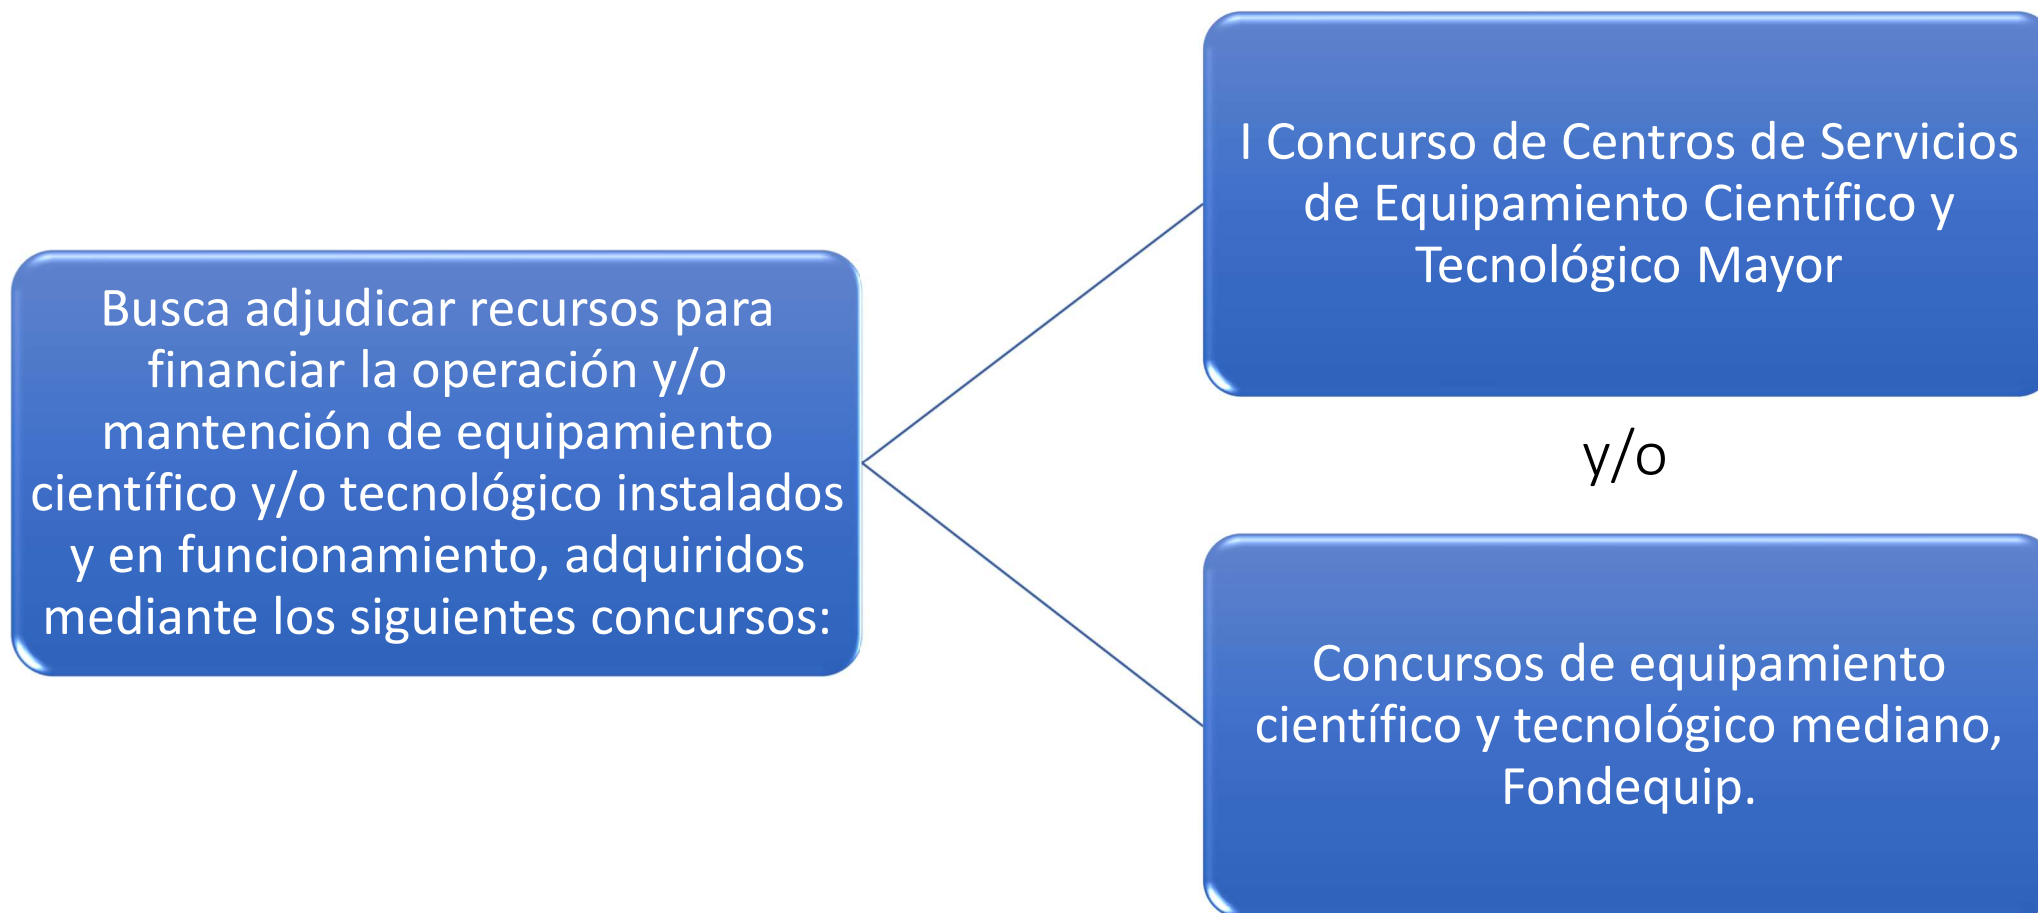 Busca adjudicar recursos para
financiar la operación y/o
mantención de equipamiento
científico y/o tecnológico instalados
y en funcionamiento, adquiridos
mediante los siguientes concursos:
I Concurso de Centros de Servicios
de Equipamiento Científico y
Tecnológico Mayor
y/o
Concursos de equipamiento
científico y tecnológico mediano,
Fondequip.